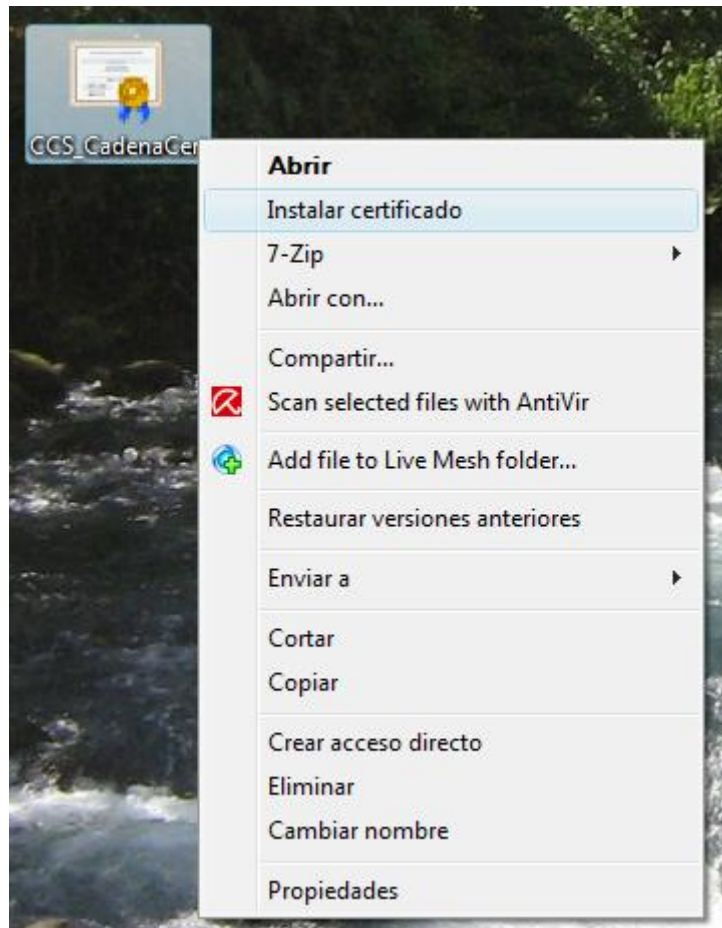 CCS_CadenaCer
Abrir
Instalar certificado
7-Zip
Abrir con...
Compartir...
Scan selected files with AntiVir
Add file to Live Mesh folder...
Restaurar versiones anteriores
Enviar a
Cortar
Copiar
Crear acceso directo
Eliminar
Cambiar nombre
Propiedades